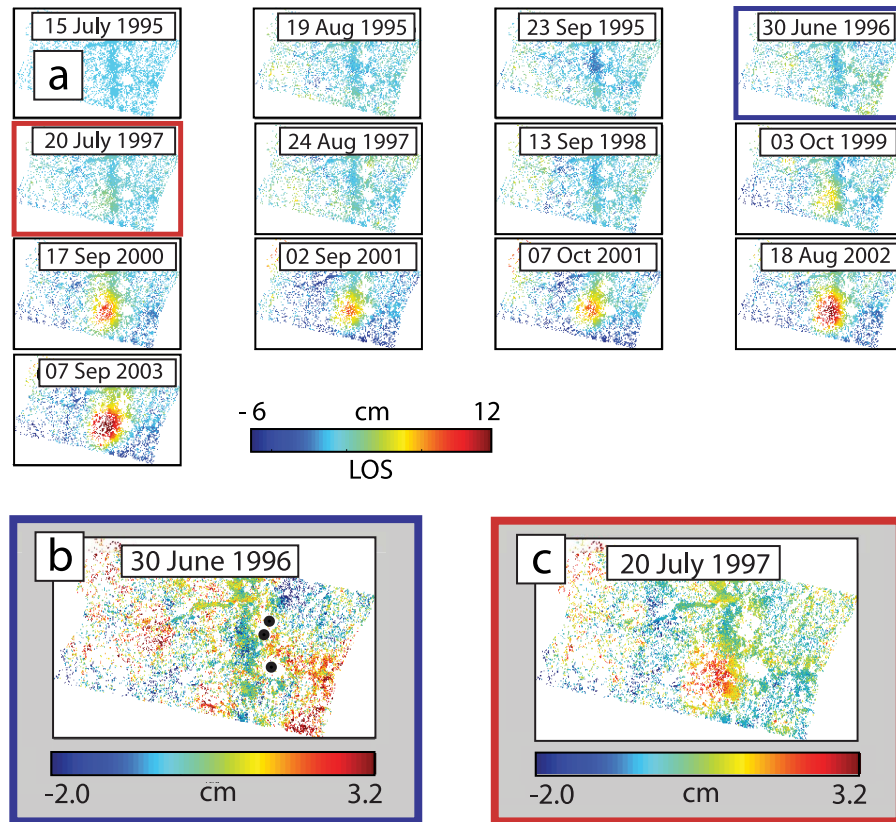 15 July 1995
19 Aug 1995
23 Sep 1995
30 June 1996
a
20 July 1997
24 Aug 1997
13 Sep 1998
03 Oct 1999
17 Sep 2000
02 Sep 2001
07 Oct 2001
18 Aug 2002
07 Sep 2003
- 6 cm 12
LOS
b
30 June 1996
-2.0 cm 3.2
c
20 July 1997
-2.0 cm 3.2